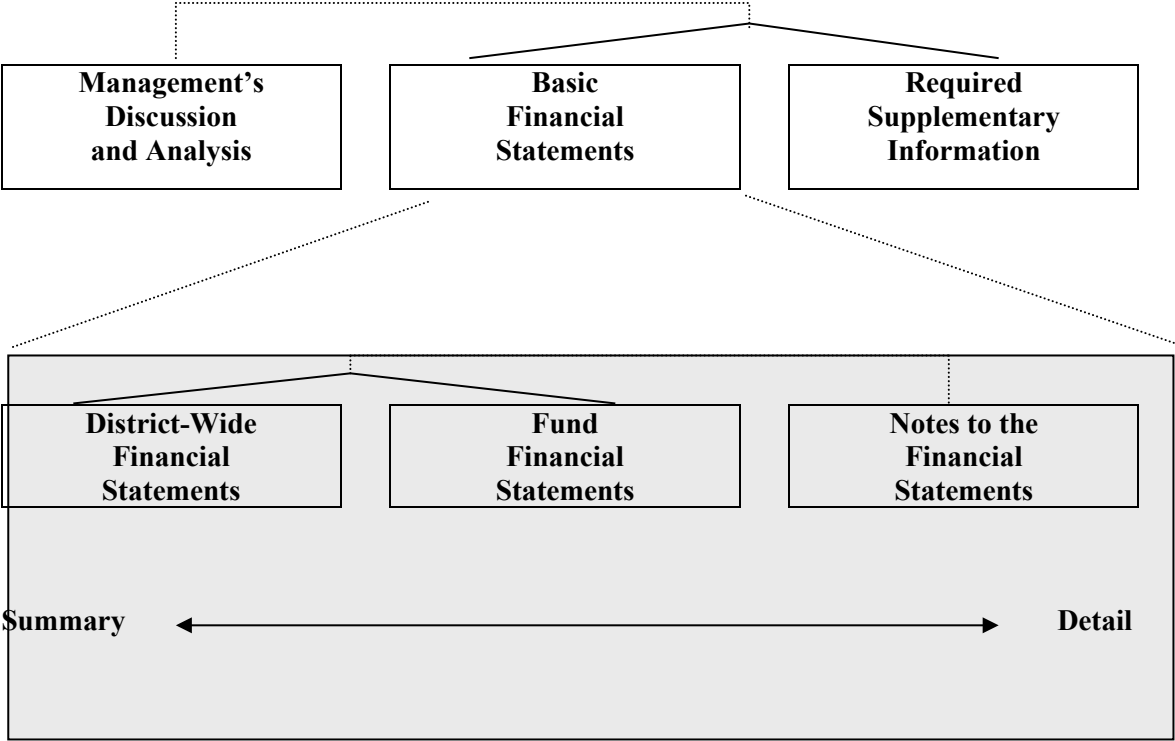 Management’s
Discussion
and Analysis
Basic
Financial
Statements
Required
Supplementary
Information
District-Wide
Financial
Statements
Fund
Financial
Statements
Notes to the
Financial
Statements
Summary
Detail